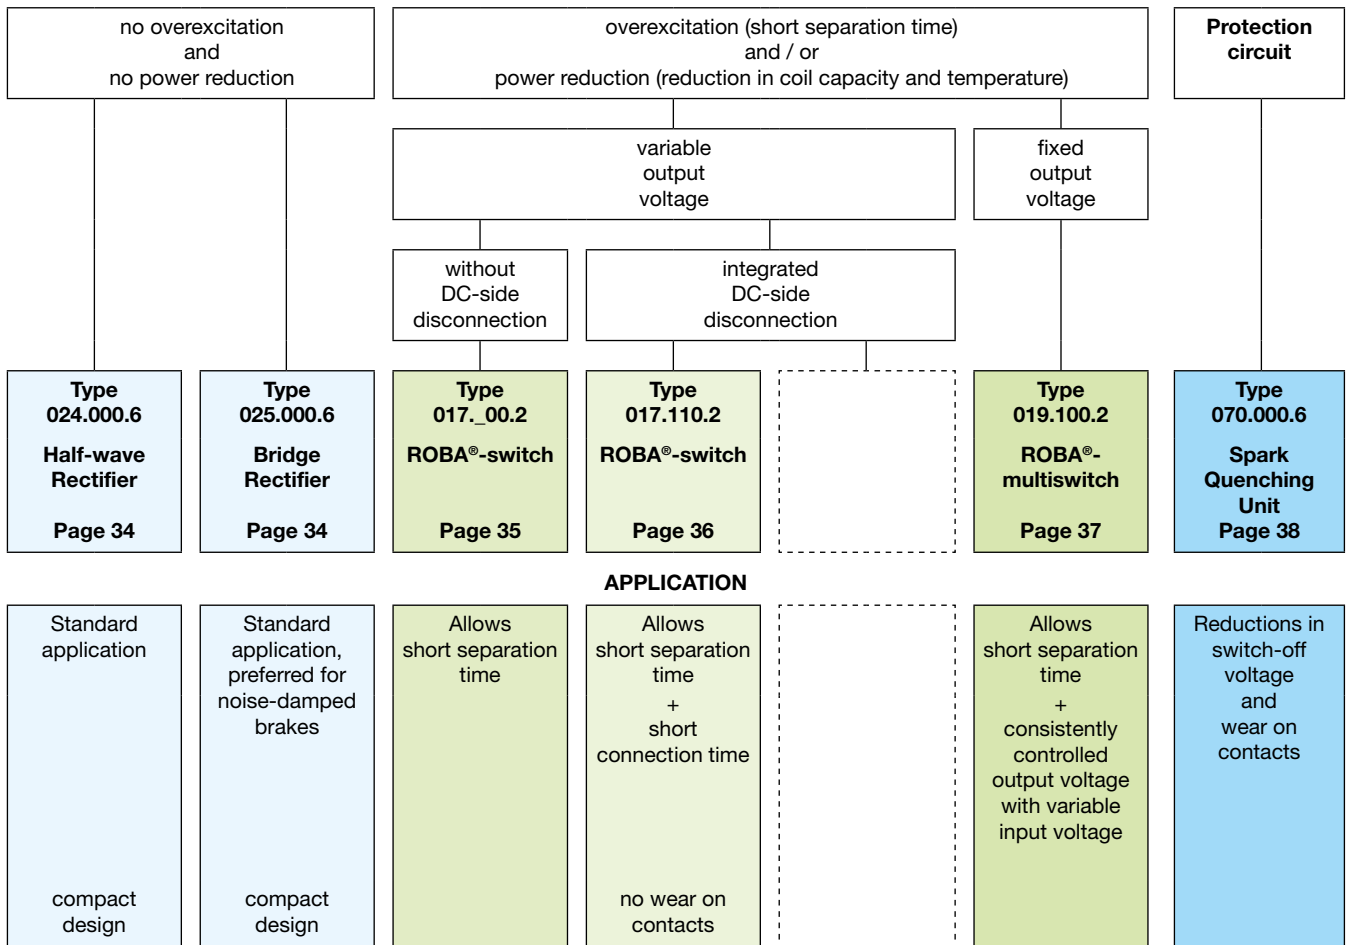 no overexcitation
and
no power reduction
overexcitation (short separation time)
and / or
power reduction (reduction in coil capacity and temperature)
Protection
circuit
variable
output
voltage
fixed
output
voltage
without
DC-side
disconnection
integrated
DC-side
disconnection
Type
024.000.6
Half-wave
Rectifier
Page 34
Type
025.000.6
Bridge
Rectifier
Page 34
Type
017._00.2
ROBA®-switch
Page 35
Type
017.110.2
ROBA®-switch
Page 36
Type
019.100.2
ROBA®-
multiswitch
Page 37
Type
070.000.6
Spark
Quenching
Unit
Page 38
APPLICATION
Standard
application
compact
design
Standard
application,
preferred for
noise-damped
brakes
compact
design
Allows
short separation
time
Allows
short separation
time
+
short
connection time
no wear on
contacts
Allows
short separation
time
+
consistently
controlled
output voltage
with variable
input voltage
Reductions in
switch-off
voltage
and
wear on
contacts